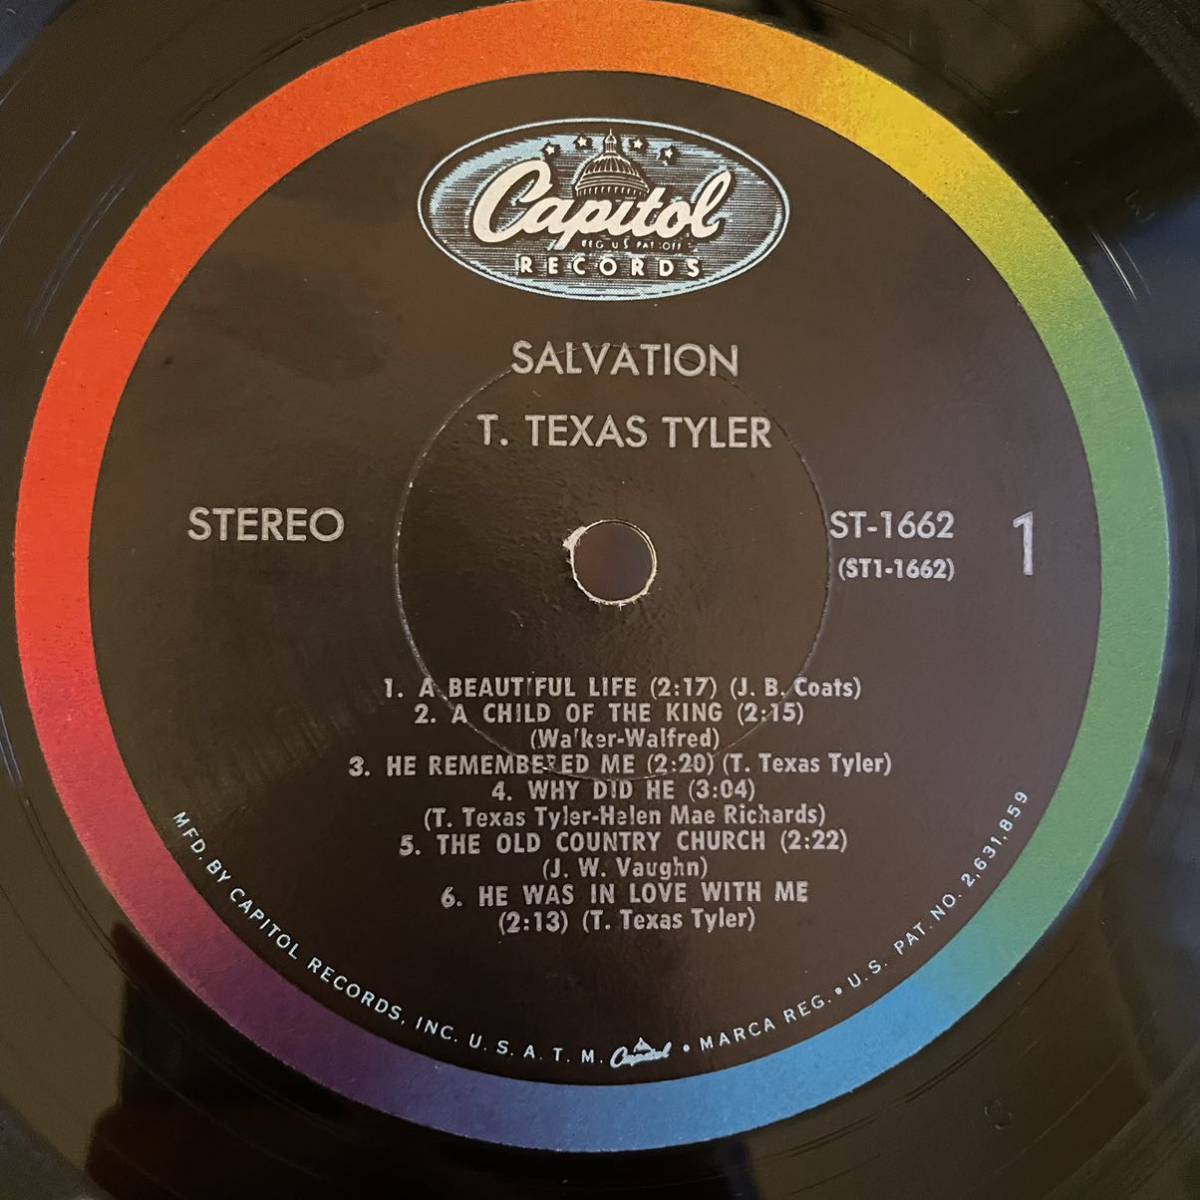 Capitol
REG. U.S. PAT. OFF.
RECORDS
SALVATION
T. TEXAS TYLER
STEREO
ST-1662
(ST1-1662)
1
1. A BEAUTIFUL LIFE (2:17) (J. B. Coats)
2. A CHILD OF THE KING (2:15)
(Walker-Walfred)
3. HE REMEMBERED ME (2:20) (T. Texas Tyler)
4. WHY DID HE (3:04)
(T. Texas Tyler-Helen Mae Richards)
5. THE OLD COUNTRY CHURCH (2:22)
(J. W. Vaughn)
6. HE WAS IN LOVE WITH ME
(2:13) (T. Texas Tyler)
MFD. BY CAPITOL RECORDS, INC. U. S. A. T. M. Capitol • MARCA REG. • U. S. PAT. NO. 2,631,859